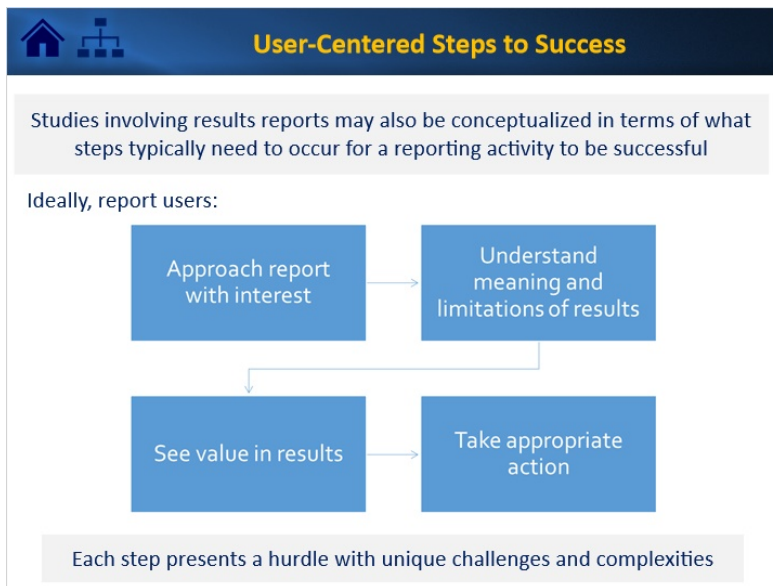 User-Centered Steps to Success
Studies involving results reports may also be conceptualized in terms of what
steps typically need to occur for a reporting activity to be successful
Ideally, report users:
Approach report
with interest
Understand
meaning and
limitations of results
See value in results
Take appropriate
action
Each step presents a hurdle with unique challenges and complexities